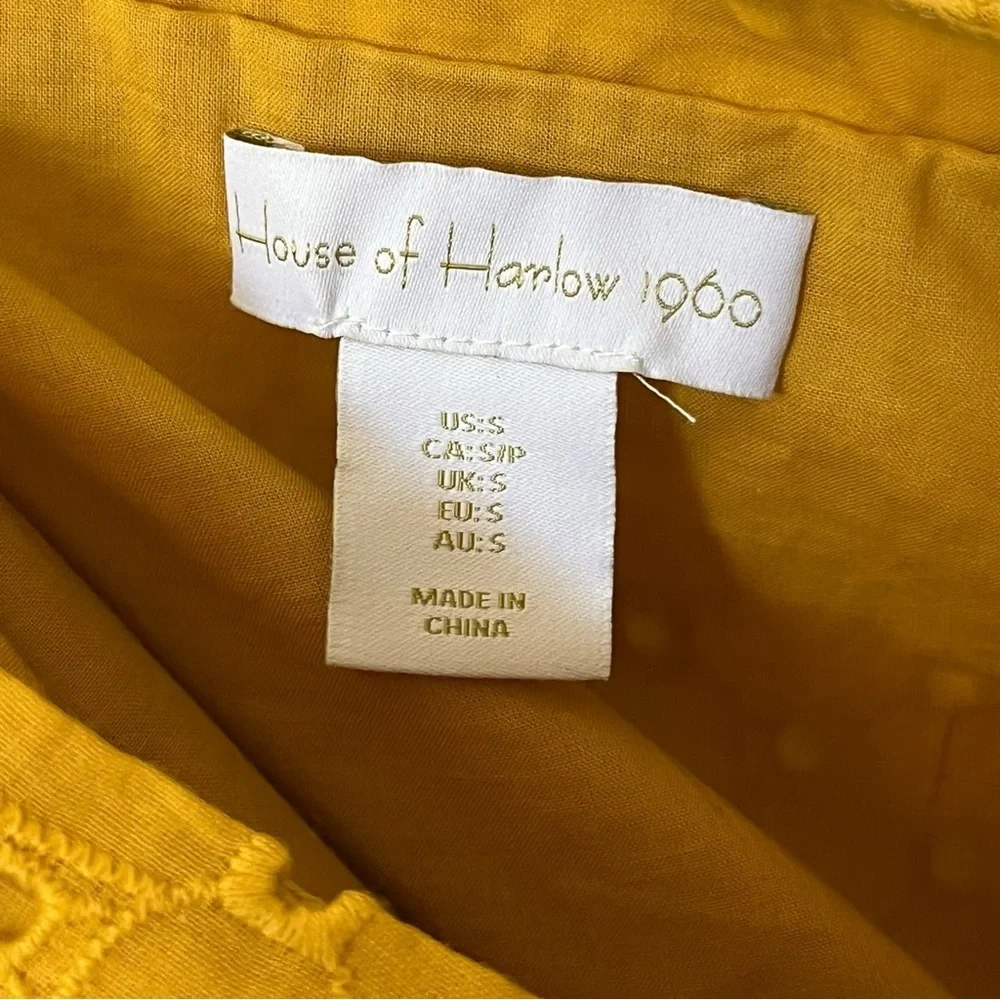 House of Harlow 1960
US: S
CA: S/P
UK: S
EU: S
AU: S
MADE IN
CHINA